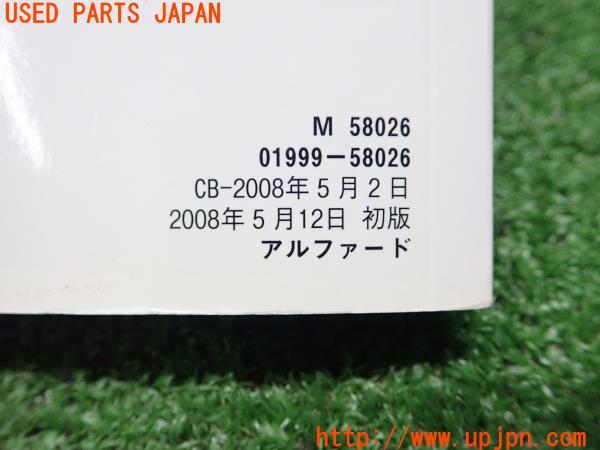 USED PARTS JAPAN
M 58026
01999-58026
CB-2008年5月2日
2008年5月12日 初版
アルファード
http://www.upjpn.com